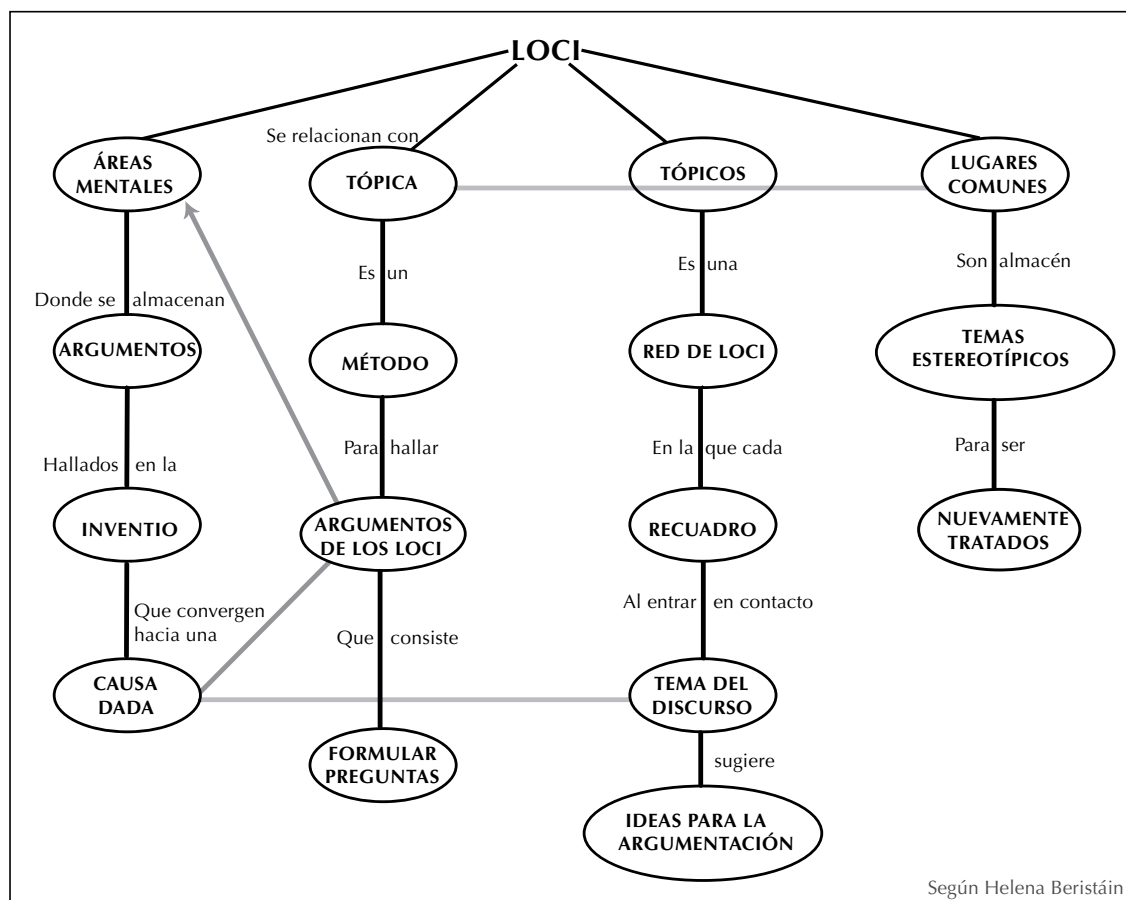 LOCI
Se relacionan con
ÁREAS
MENTALES
TÓPICA
TÓPICOS
LUGARES
COMUNES
Es un
Es una
Son almacén
Donde se almacenan
ARGUMENTOS
MÉTODO
RED DE LOCI
TEMAS
ESTEREOTÍPICOS
Hallados en la
Para hallar
En la que cada
Para ser
INVENTIO
ARGUMENTOS
DE LOS LOCI
RECUADRO
NUEVAMENTE
TRATADOS
Que convergen
hacia una
Que consiste
Al entrar en contacto
CAUSA
DADA
TEMA DEL
DISCURSO
FORMULAR
PREGUNTAS
sugiere
IDEAS PARA LA
ARGUMENTACIÓN
Según Helena Beristáin